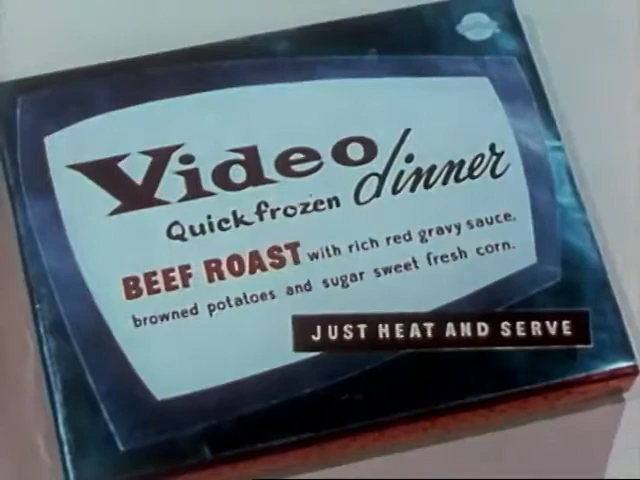 Video dinner
Quick frozen
BEEF ROAST with rich red gravy sauce,
browned potatoes and sugar sweet fresh corn.
JUST HEAT AND SERVE